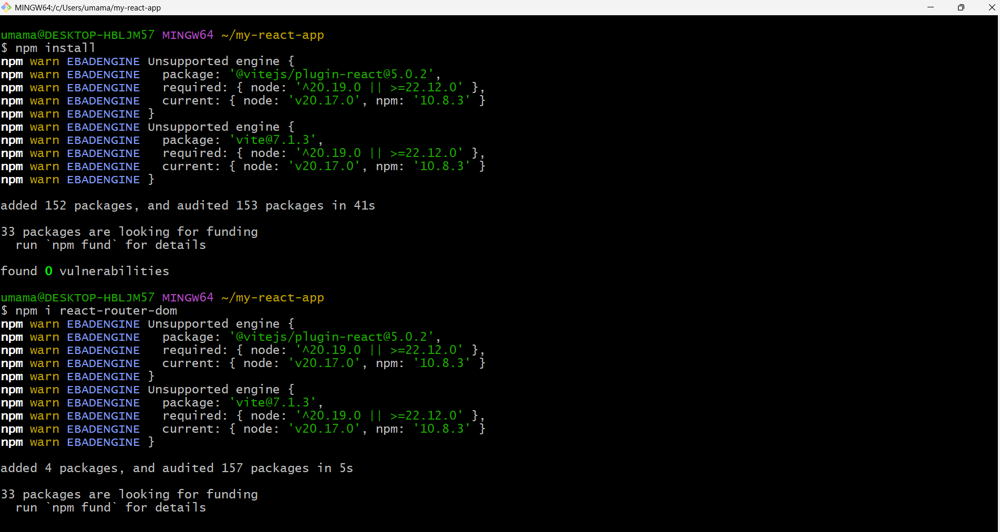 MINGW64:/c/Users/umama/my-react-app
umama@DESKTOP-HBLJM57 MINGW64 ~/my-react-app
$ npm install
npm warn EBADENGINE Unsupported engine {
npm warn EBADENGINE   package: '@vitejs/plugin-react@5.0.2',
npm warn EBADENGINE   required: { node: '^20.19.0 || >=22.12.0' },
npm warn EBADENGINE   current: { node: 'v20.17.0', npm: '10.8.3' }
npm warn EBADENGINE }
npm warn EBADENGINE Unsupported engine {
npm warn EBADENGINE   package: 'vite@7.1.3',
npm warn EBADENGINE   required: { node: '^20.19.0 || >=22.12.0' },
npm warn EBADENGINE   current: { node: 'v20.17.0', npm: '10.8.3' }
npm warn EBADENGINE }
added 152 packages, and audited 153 packages in 41s
33 packages are looking for funding
  run `npm fund` for details
found 0 vulnerabilities
umama@DESKTOP-HBLJM57 MINGW64 ~/my-react-app
$ npm i react-router-dom
npm warn EBADENGINE Unsupported engine {
npm warn EBADENGINE   package: '@vitejs/plugin-react@5.0.2',
npm warn EBADENGINE   required: { node: '^20.19.0 || >=22.12.0' },
npm warn EBADENGINE   current: { node: 'v20.17.0', npm: '10.8.3' }
npm warn EBADENGINE }
npm warn EBADENGINE Unsupported engine {
npm warn EBADENGINE   package: 'vite@7.1.3',
npm warn EBADENGINE   required: { node: '^20.19.0 || >=22.12.0' },
npm warn EBADENGINE   current: { node: 'v20.17.0', npm: '10.8.3' }
npm warn EBADENGINE }
added 4 packages, and audited 157 packages in 5s
33 packages are looking for funding
  run `npm fund` for details